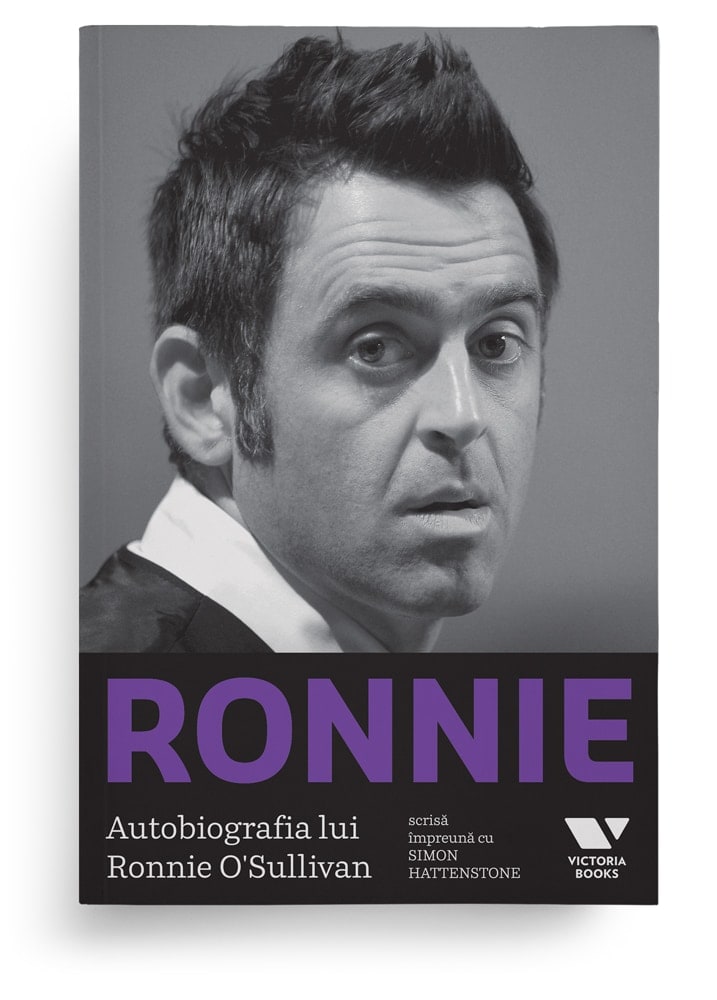 RONNIE
Autobiografia lui
Ronnie O'Sullivan
scrisă
împreună cu
SIMON
HATTENSTONE
VICTORIA
BOOKS